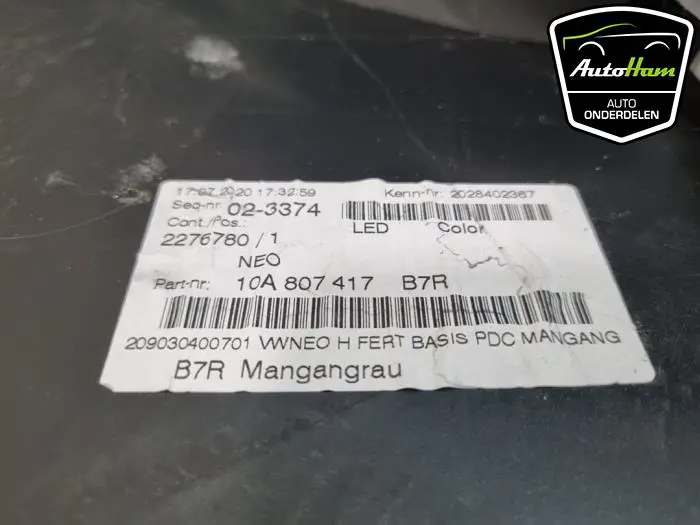 AutoHam
AUTO
ONDERDELEN
17.07.2020 17:32:59
Kenn-nr: 2028402367
Seq-nr: 02-3374
Cont./Pos.:
LED Color
2276780 / 1
NEO
Part-nr: 10A 807 417 B7R
209030400701 VWNEO H FERT BASIS PDC MANGANG
B7R Mangangrau